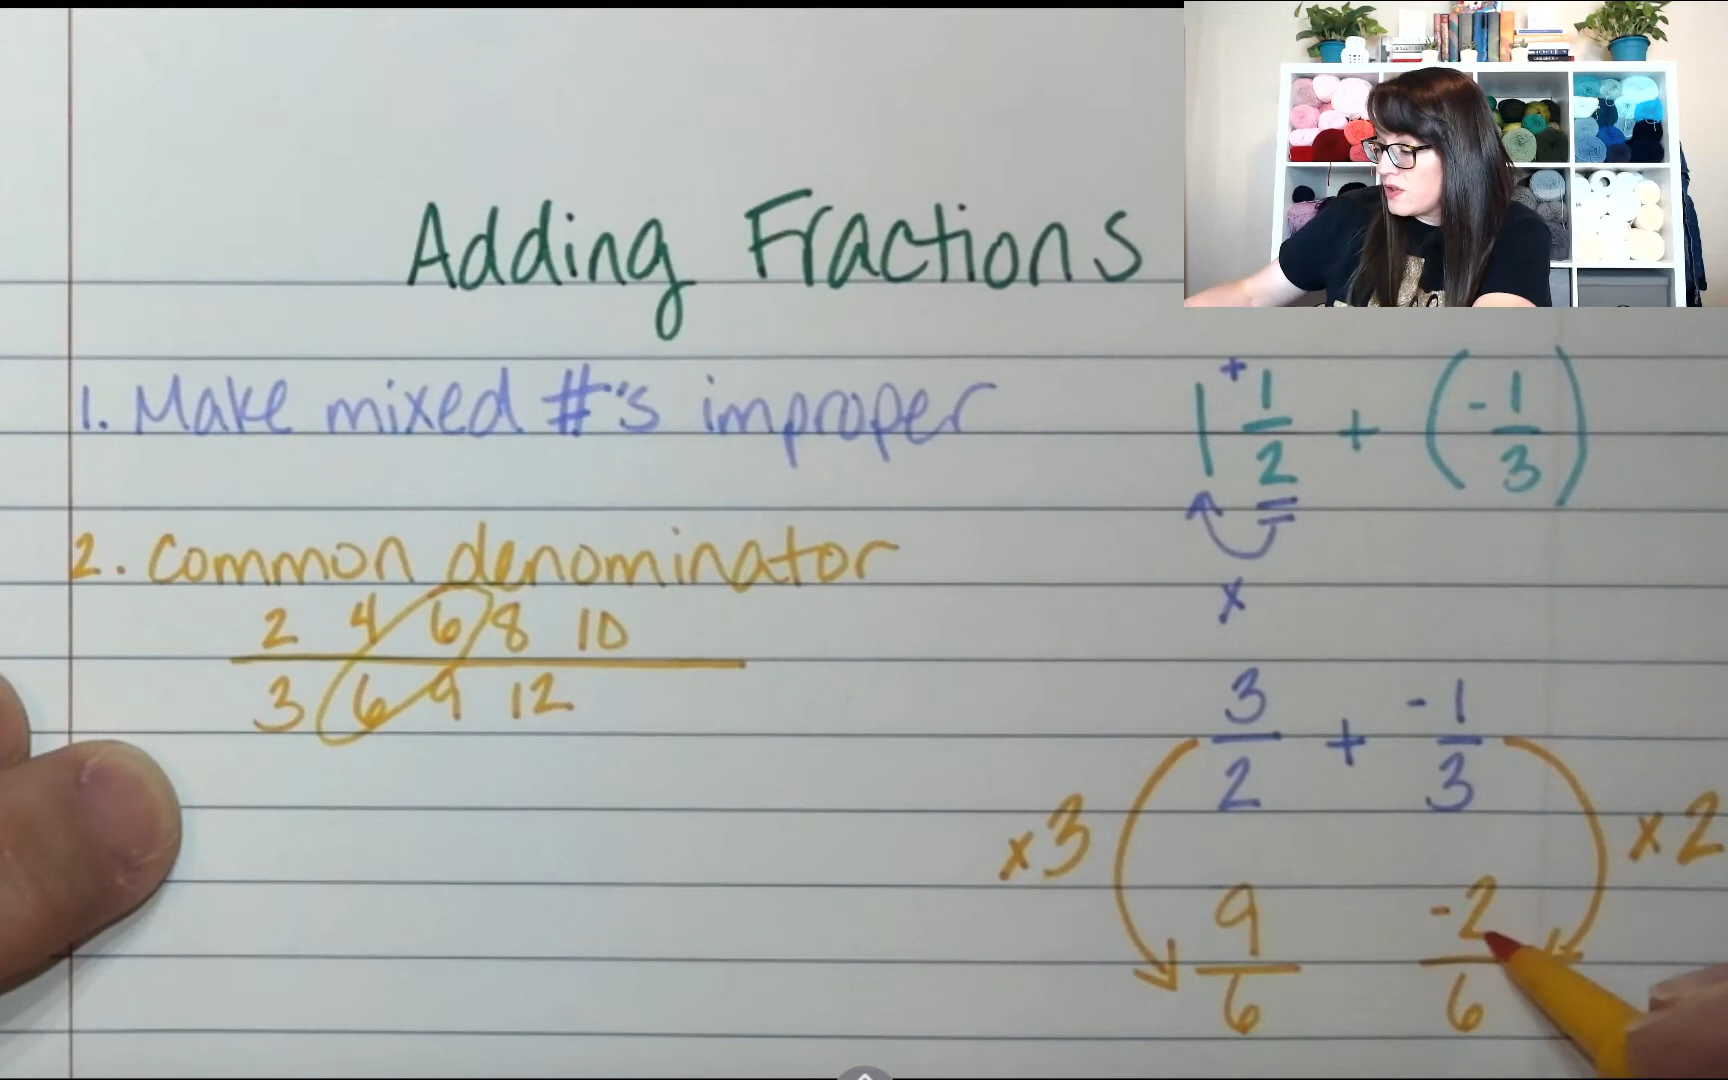 Adding Fractions
1. Make mixed #'s improper
+
1 1/2 + (-1/3)
x
2. Common denominator
2 4 6 8 10
3 6 9 12
3/2 + -1/3
x3
x2
9/6 -2/6